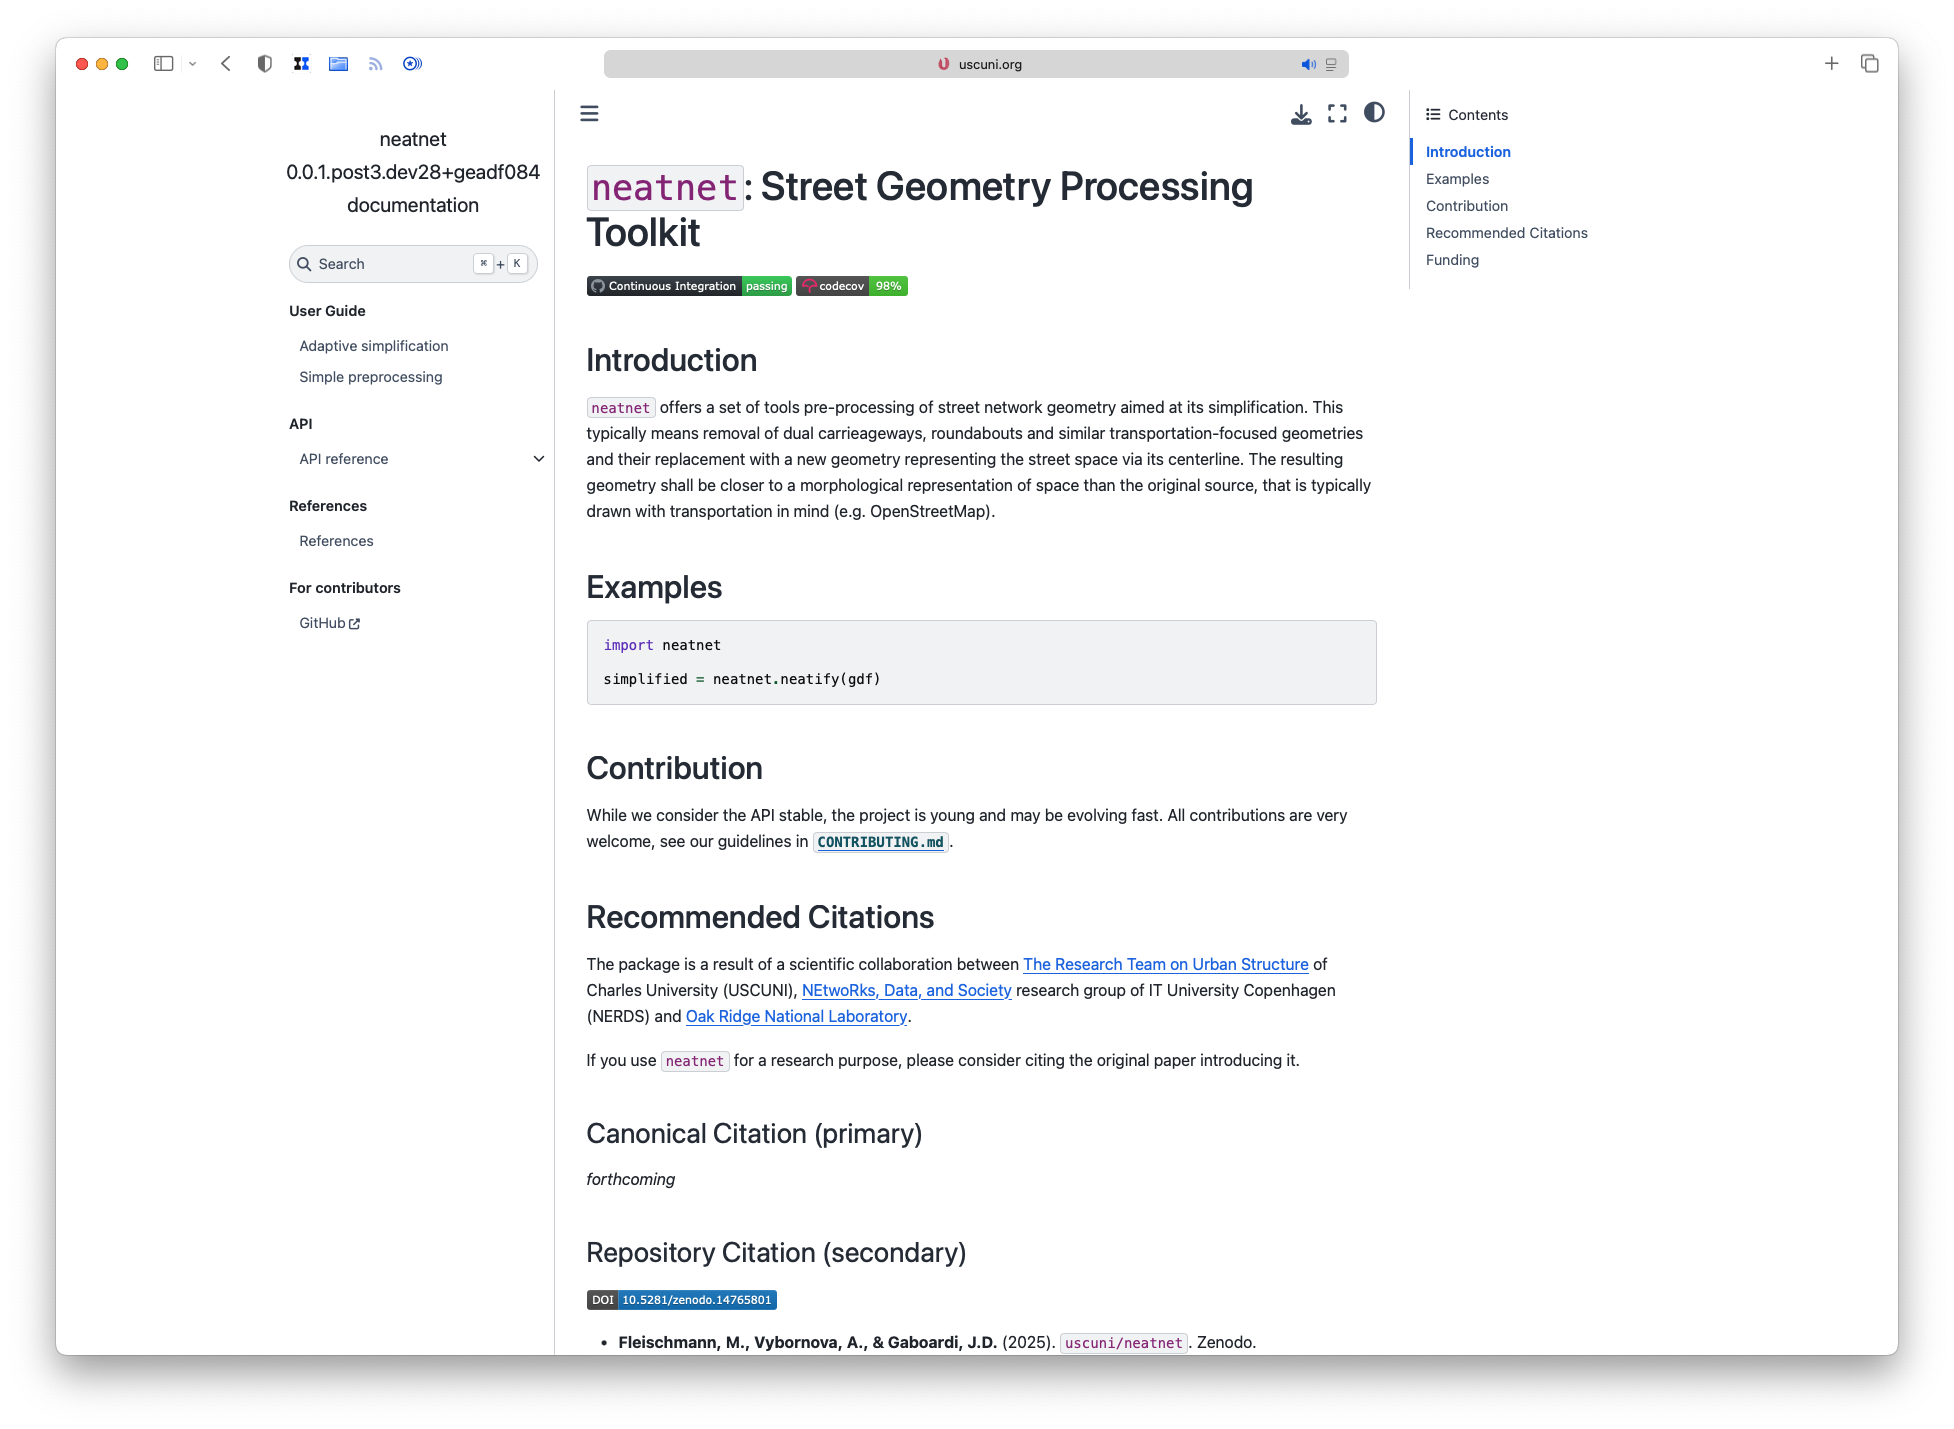 uscuni.org
neatnet
0.0.1.post3.dev28+geadf084
documentation
Search ⌘ + K
User Guide
Adaptive simplification
Simple preprocessing
API
API reference
References
References
For contributors
GitHub
neatnet: Street Geometry Processing
Toolkit
Continuous Integration passing codecov 98%
Introduction
neatnet offers a set of tools pre-processing of street network geometry aimed at its simplification. This
typically means removal of dual carrieageways, roundabouts and similar transportation-focused geometries
and their replacement with a new geometry representing the street space via its centerline. The resulting
geometry shall be closer to a morphological representation of space than the original source, that is typically
drawn with transportation in mind (e.g. OpenStreetMap).
Examples
import neatnet
simplified = neatnet.neatify(gdf)
Contribution
While we consider the API stable, the project is young and may be evolving fast. All contributions are very
welcome, see our guidelines in CONTRIBUTING.md.
Recommended Citations
The package is a result of a scientific collaboration between The Research Team on Urban Structure of
Charles University (USCUNI), NEtwoRks, Data, and Society research group of IT University Copenhagen
(NERDS) and Oak Ridge National Laboratory.
If you use neatnet for a research purpose, please consider citing the original paper introducing it.
Canonical Citation (primary)
forthcoming
Repository Citation (secondary)
DOI 10.5281/zenodo.14765801
• Fleischmann, M., Vybornova, A., & Gaboardi, J.D. (2025). uscuni/neatnet. Zenodo.
Contents
Introduction
Examples
Contribution
Recommended Citations
Funding